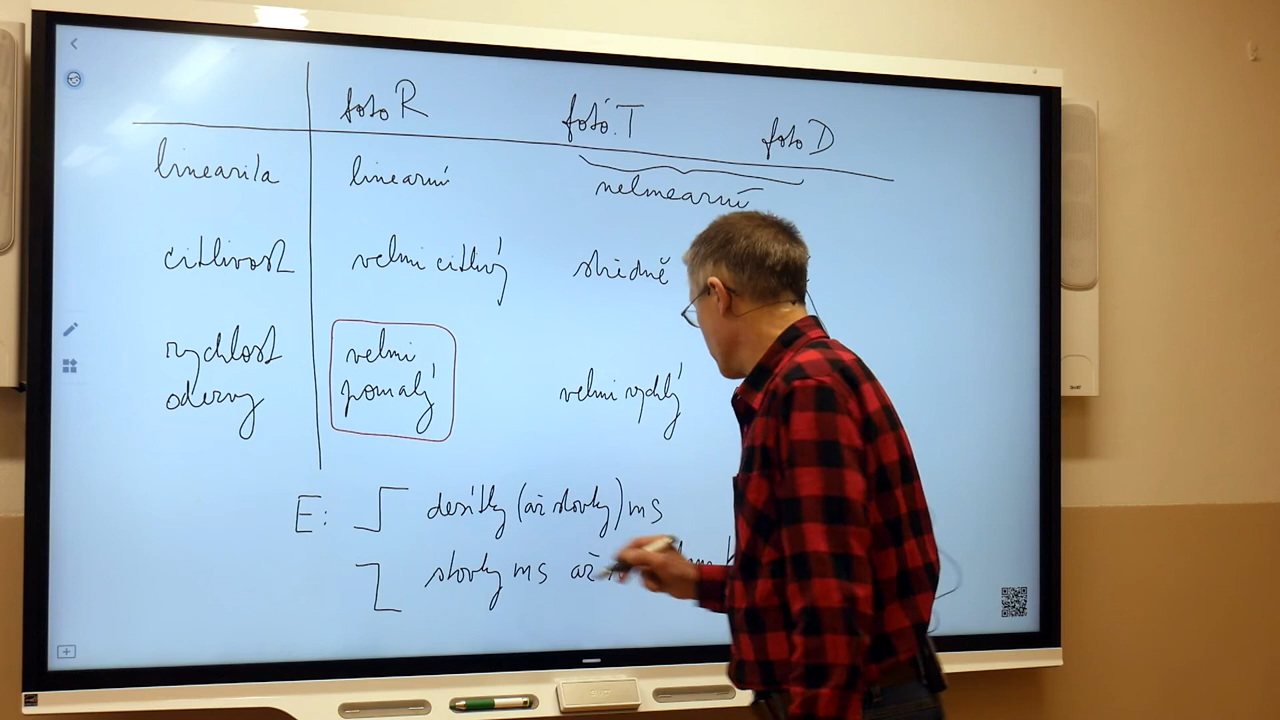 foto R foto T foto D
linearita lineární nelineární
citlivost velmi citlivý středně
rychlost velmi
odezvy pomalý velmi rychlý
E: desítky (až stovky) ms
stovky ms až